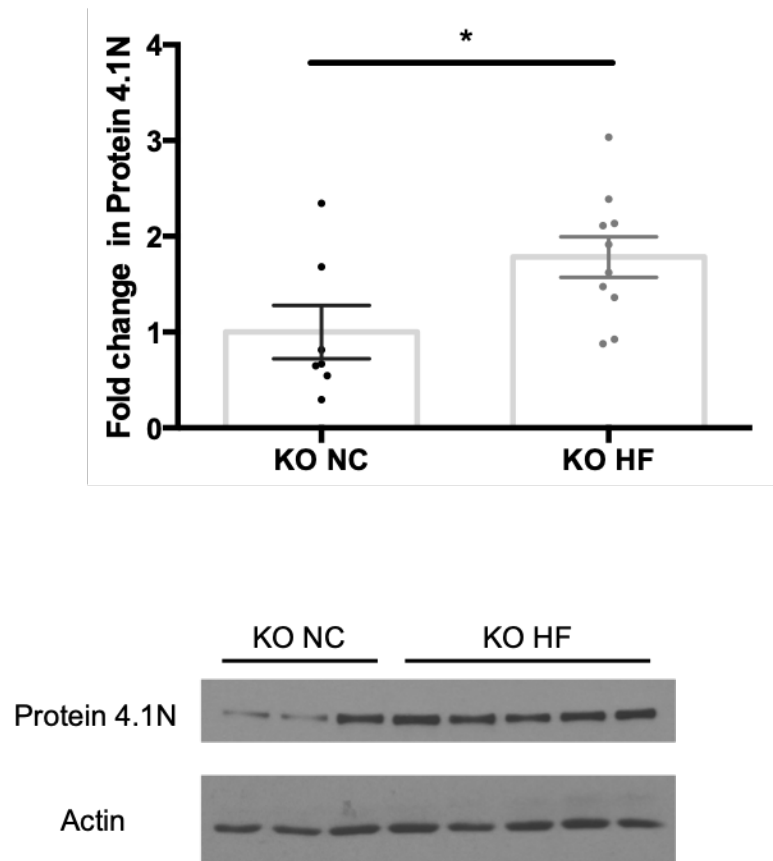 Fold change in Protein 4.1N
4
3
2
1
0
*
KO NC
KO HF
KO NC
KO HF
Protein 4.1N
Actin